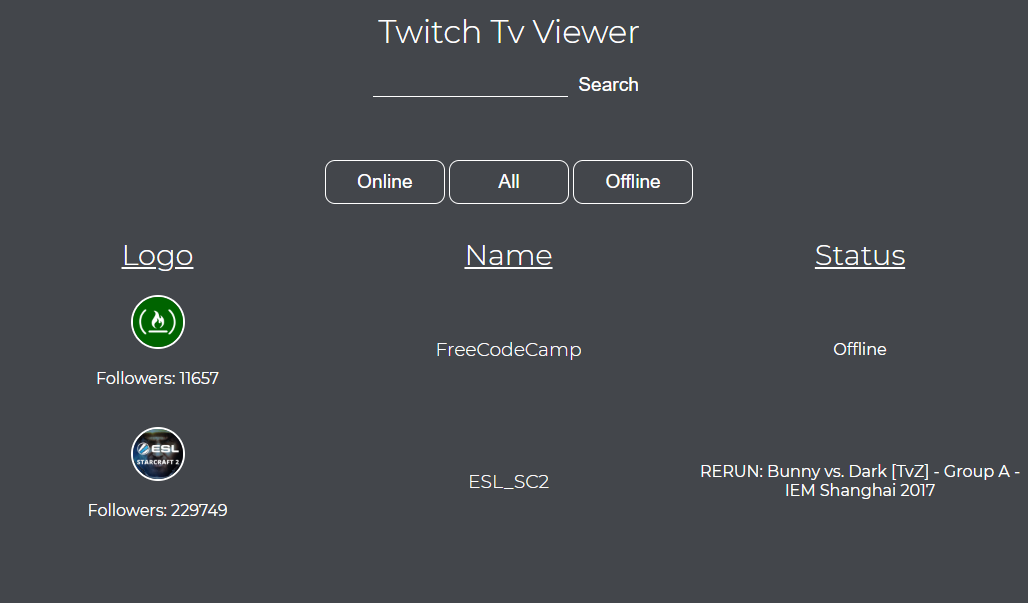 Twitch Tv Viewer
Search
Online
All
Offline
Logo
Name
Status
FreeCodeCamp
Offline
Followers: 11657
ESL
STARCRAFT 2
ESL_SC2
RERUN: Bunny vs. Dark [TvZ] - Group A -
IEM Shanghai 2017
Followers: 229749